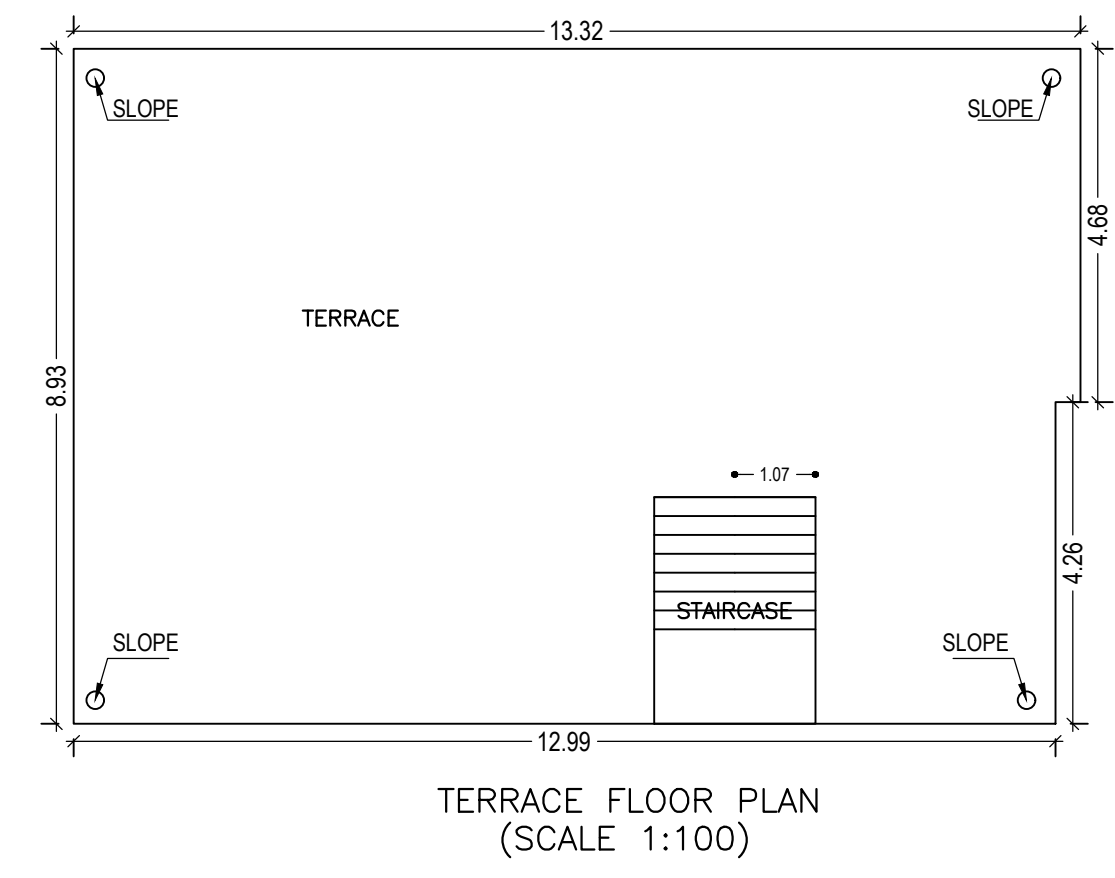 13.32
SLOPE
SLOPE
4.68
TERRACE
8.93
1.07
4.26
STAIRCASE
SLOPE
SLOPE
12.99
TERRACE FLOOR PLAN
(SCALE 1:100)